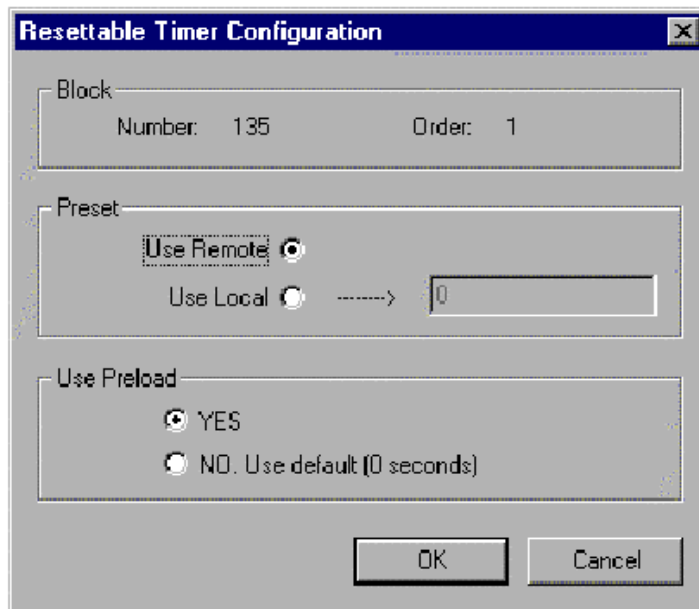 Resettable Timer Configuration
Block
Number: 135 Order: 1
Preset
Use Remote
Use Local --------> 0
Use Preload
YES
NO. Use default (0 seconds)
OK Cancel